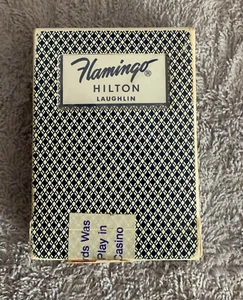 Flamingo®
HILTON
LAUGHLIN
rds Was
Play in
Casino